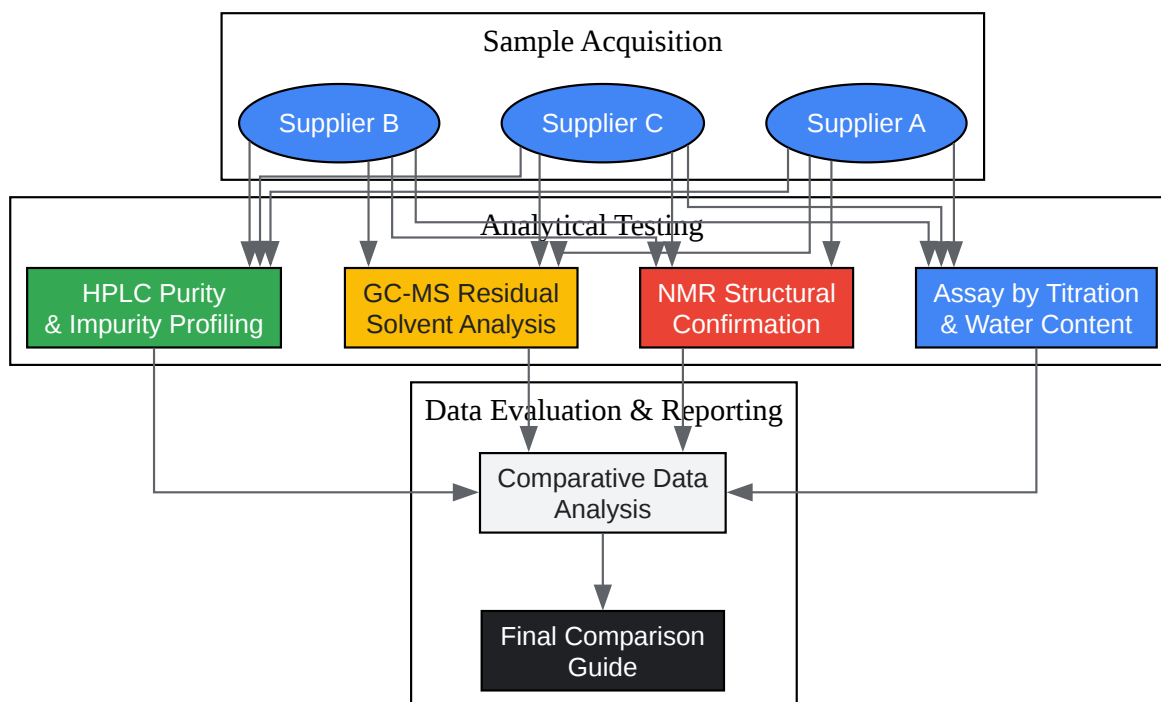 Sample Acquisition
Supplier B
Supplier C
Supplier A
Analytical Testing
HPLC Purity
& Impurity Profiling
GC-MS Residual
Solvent Analysis
NMR Structural
Confirmation
Assay by Titration
& Water Content
Data Evaluation & Reporting
Comparative Data
Analysis
Final Comparison
Guide